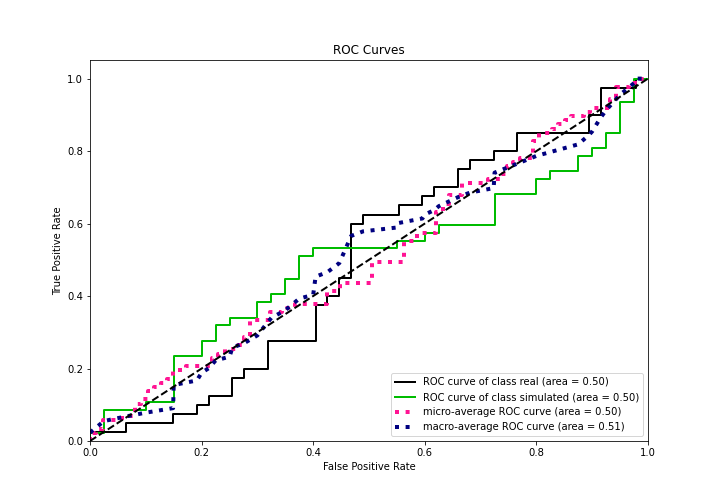 ROC Curves
True Positive Rate
1.0
0.8
0.6
0.4
0.2
0.0
0.0 0.2 0.4 0.6 0.8 1.0
False Positive Rate
ROC curve of class real (area = 0.50)
ROC curve of class simulated (area = 0.50)
micro-average ROC curve (area = 0.50)
macro-average ROC curve (area = 0.51)